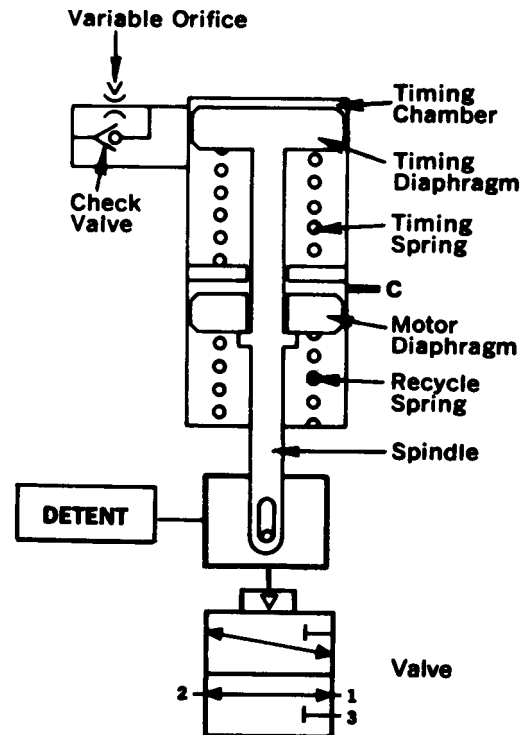 Variable Orifice
Timing
Chamber
Timing
Diaphragm
Check
Valve
Timing
Spring
C
Motor
Diaphragm
Recycle
Spring
Spindle
DETENT
Valve
2
1
3